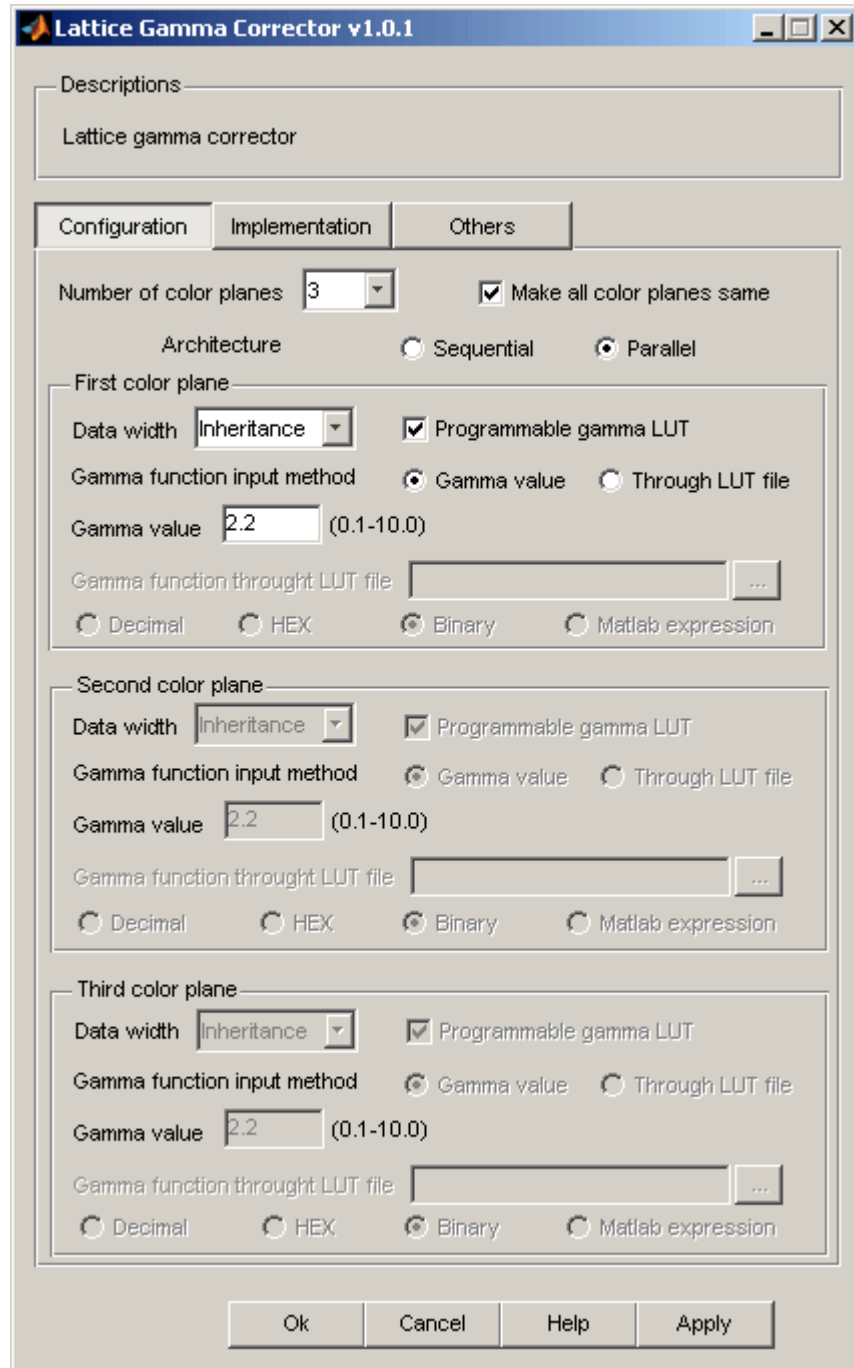 Lattice Gamma Corrector v1.0.1
Descriptions
Lattice gamma corrector
Configuration Implementation Others
Number of color planes 3 Make all color planes same
Architecture Sequential Parallel
First color plane
Data width Inheritance Programmable gamma LUT
Gamma function input method Gamma value Through LUT file
Gamma value 2.2 (0.1-10.0)
Gamma function throught LUT file ...
Decimal HEX Binary Matlab expression
Second color plane
Data width Inheritance Programmable gamma LUT
Gamma function input method Gamma value Through LUT file
Gamma value 2.2 (0.1-10.0)
Gamma function throught LUT file ...
Decimal HEX Binary Matlab expression
Third color plane
Data width Inheritance Programmable gamma LUT
Gamma function input method Gamma value Through LUT file
Gamma value 2.2 (0.1-10.0)
Gamma function throught LUT file ...
Decimal HEX Binary Matlab expression
Ok Cancel Help Apply